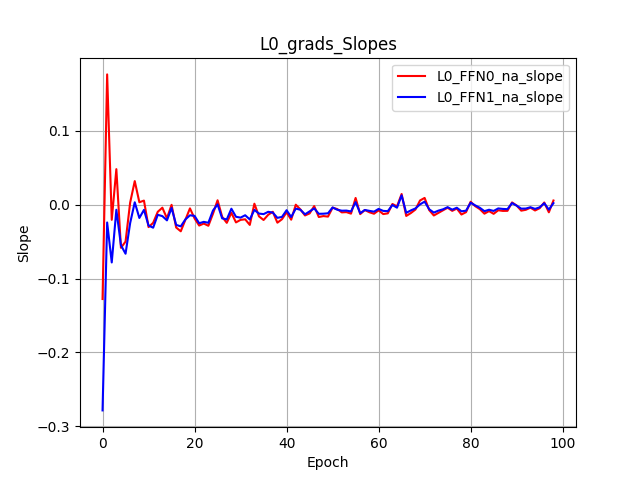 L0_grads_Slopes
L0_FFN0_na_slope
L0_FFN1_na_slope
0.1
0.0
−0.1
−0.2
−0.3
Slope
0
20
40
60
80
100
Epoch